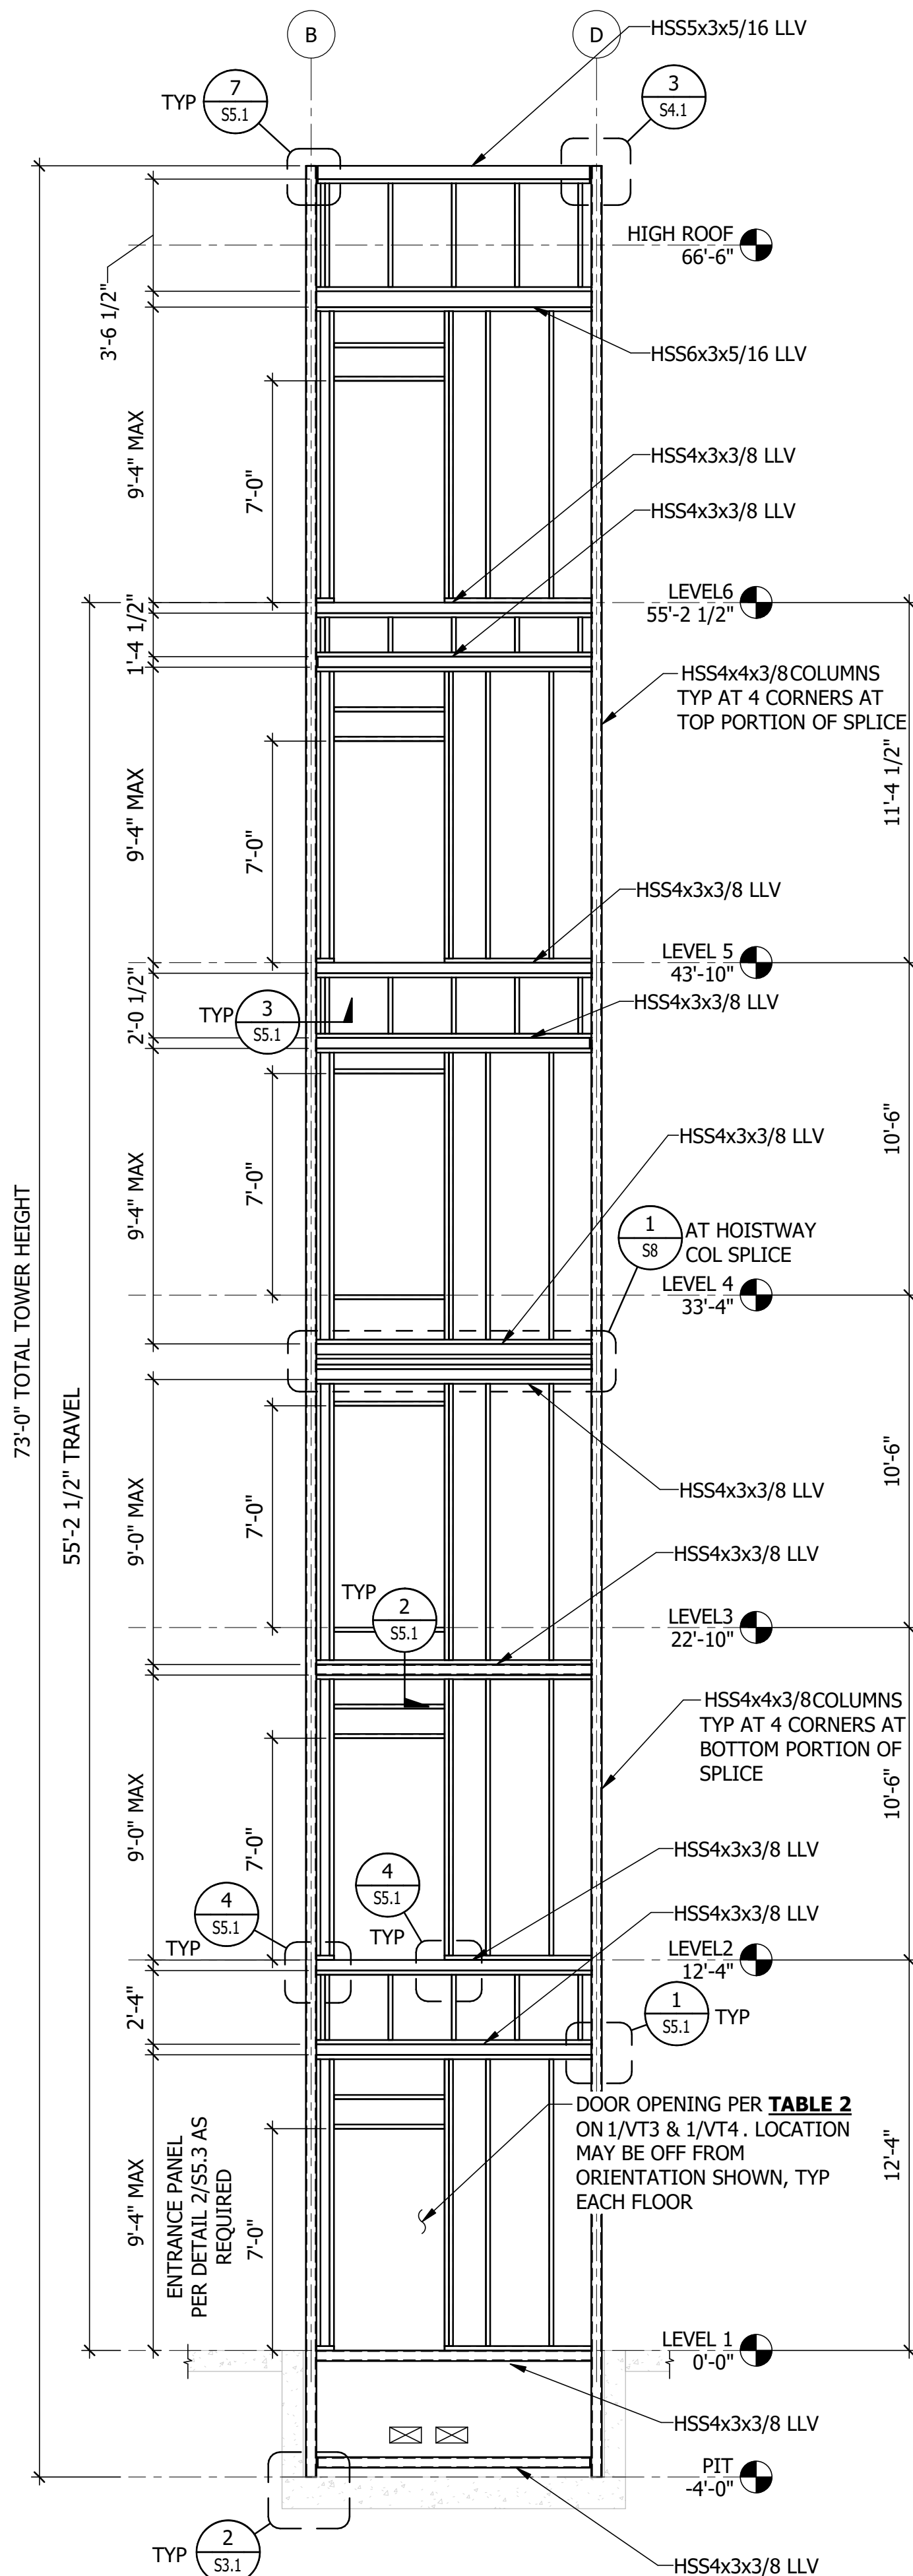 B
D
HSS5x3x5/16 LLV
TYP
7
S5.1
3
S4.1
HIGH ROOF
66'-6"
3'-6 1/2"
HSS6x3x5/16 LLV
9'-4" MAX
7'-0"
HSS4x3x3/8 LLV
HSS4x3x3/8 LLV
LEVEL6
55'-2 1/2"
1'-4 1/2"
HSS4x4x3/8 COLUMNS
TYP AT 4 CORNERS AT
TOP PORTION OF SPLICE
11'-4 1/2"
9'-4" MAX
7'-0"
HSS4x3x3/8 LLV
LEVEL 5
43'-10"
2'-0 1/2"
TYP
3
S5.1
HSS4x3x3/8 LLV
10'-6"
HSS4x3x3/8 LLV
9'-4" MAX
7'-0"
73'-0" TOTAL TOWER HEIGHT
1
S8
AT HOISTWAY
COL SPLICE
LEVEL 4
33'-4"
55'-2 1/2" TRAVEL
10'-6"
HSS4x3x3/8 LLV
9'-0" MAX
7'-0"
HSS4x3x3/8 LLV
TYP
2
S5.1
LEVEL3
22'-10"
HSS4x4x3/8 COLUMNS
TYP AT 4 CORNERS AT
BOTTOM PORTION OF
SPLICE
10'-6"
9'-0" MAX
7'-0"
HSS4x3x3/8 LLV
4
S5.1
TYP
4
S5.1
TYP
HSS4x3x3/8 LLV
LEVEL2
12'-4"
2'-4"
1
S5.1
TYP
DOOR OPENING PER TABLE 2
ON 1/VT3 & 1/VT4 . LOCATION
MAY BE OFF FROM
ORIENTATION SHOWN, TYP
EACH FLOOR
12'-4"
9'-4" MAX
ENTRANCE PANEL
PER DETAIL 2/S5.3 AS
REQUIRED
7'-0"
LEVEL 1
0'-0"
HSS4x3x3/8 LLV
PIT
-4'-0"
TYP
2
S3.1
HSS4x3x3/8 LLV